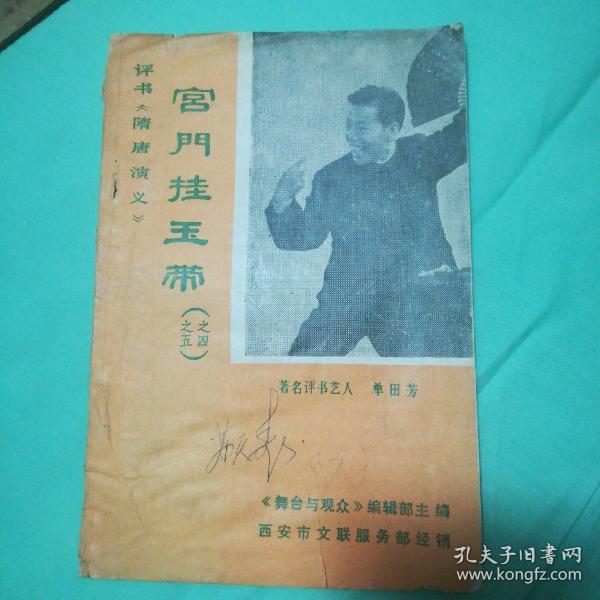 评书《隋唐演义》
宫門挂玉带
（之四
之五）
著名评书艺人 单田芳
《舞台与观众》编辑部主编
西安市文联服务部经销
孔夫子旧书网
www.kongfz.com